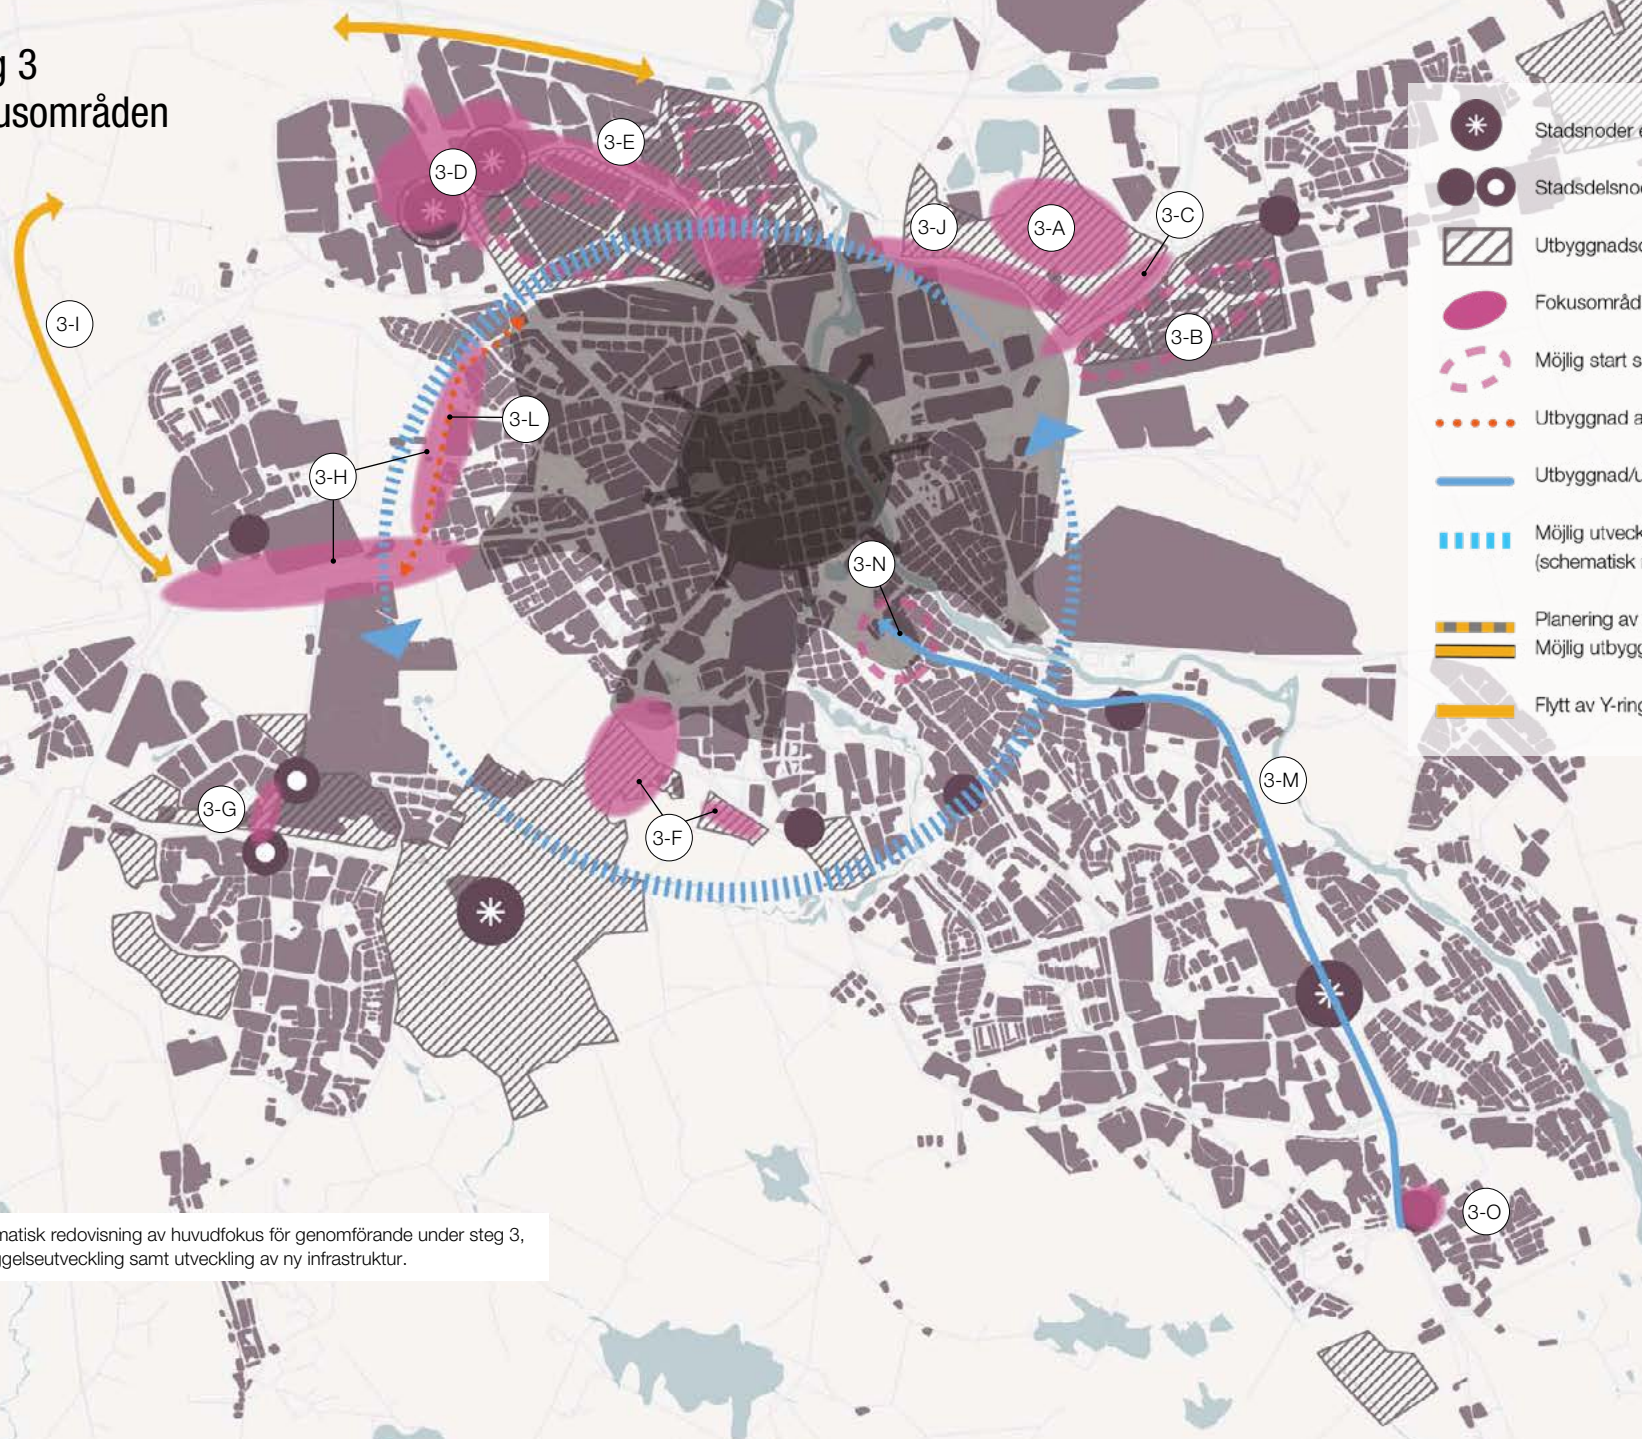 g 3
usområden
3-E
3-D
3-J
3-A
3-C
3-I
3-B
3-L
3-H
3-N
3-G
3-F
3-M
3-O
Stadsnoder e
Stadsdelsnod
Utbyggnadso
Fokusområd
Möjlig start s
Utbyggnad a
Utbyggnad/u
Möjlig utveck
(schematisk
Planering av
Möjlig utbygg
Flytt av Y-ring
matisk redovisning av huvudfokus för genomförande under steg 3,
ggelseutveckling samt utveckling av ny infrastruktur.